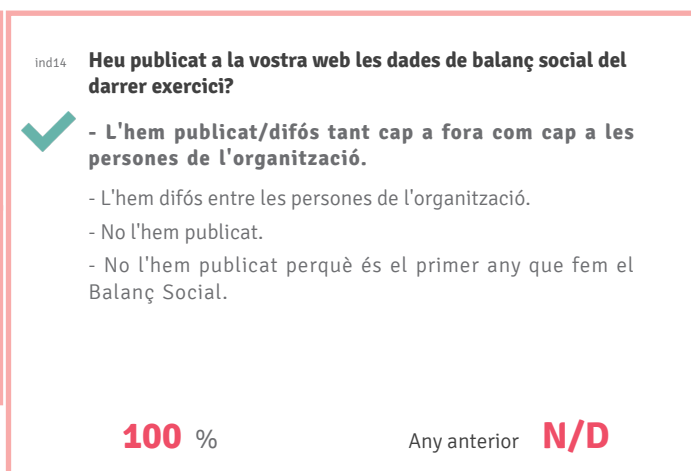 ind14 Heu publicat a la vostra web les dades de balanç social del
darrer exercici?
- L'hem publicat/difós tant cap a fora com cap a les
persones de l'organització.
- L'hem difós entre les persones de l'organització.
- No l'hem publicat.
- No l'hem publicat perquè és el primer any que fem el
Balanç Social.
100 % Any anterior N/D